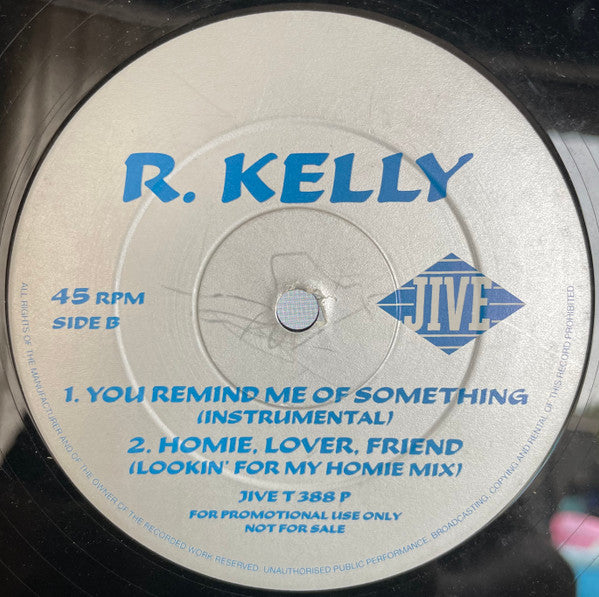 R. KELLY
45 RPM
SIDE B
JIVE
1. YOU REMIND ME OF SOMETHING
(INSTRUMENTAL)
2. HOMIE, LOVER, FRIEND
(LOOKIN' FOR MY HOMIE MIX)
JIVE T 388 P
FOR PROMOTIONAL USE ONLY
NOT FOR SALE
ALL RIGHTS OF THE MANUFACTURER AND OF THE OWNER OF THE RECORDED WORK RESERVED. UNAUTHORISED PUBLIC PERFORMANCE, BROADCASTING, COPYING AND RENTAL OF THIS RECORD PROHIBITED